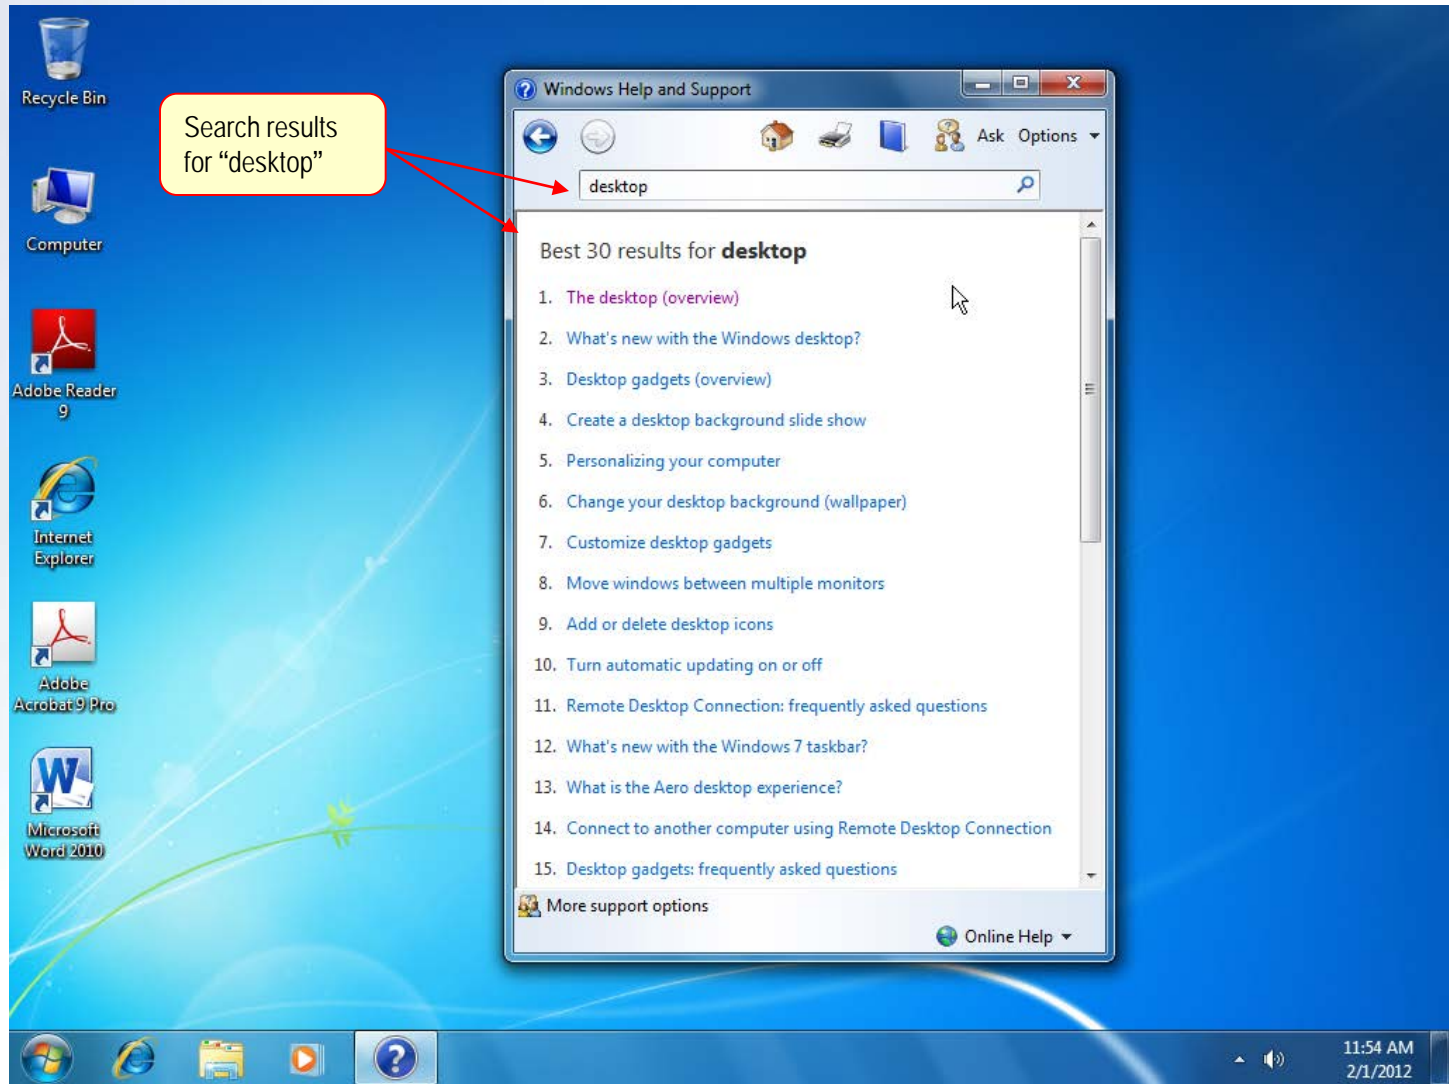 Recycle Bin
Computer
Adobe Reader
9
Internet
Explorer
Adobe
Acrobat 9 Pro
Microsoft
Word 2010
Search results
for “desktop”
Windows Help and Support
Ask Options
desktop
Best 30 results for desktop
1. The desktop (overview)
2. What's new with the Windows desktop?
3. Desktop gadgets (overview)
4. Create a desktop background slide show
5. Personalizing your computer
6. Change your desktop background (wallpaper)
7. Customize desktop gadgets
8. Move windows between multiple monitors
9. Add or delete desktop icons
10. Turn automatic updating on or off
11. Remote Desktop Connection: frequently asked questions
12. What's new with the Windows 7 taskbar?
13. What is the Aero desktop experience?
14. Connect to another computer using Remote Desktop Connection
15. Desktop gadgets: frequently asked questions
More support options
Online Help
11:54 AM
2/1/2012